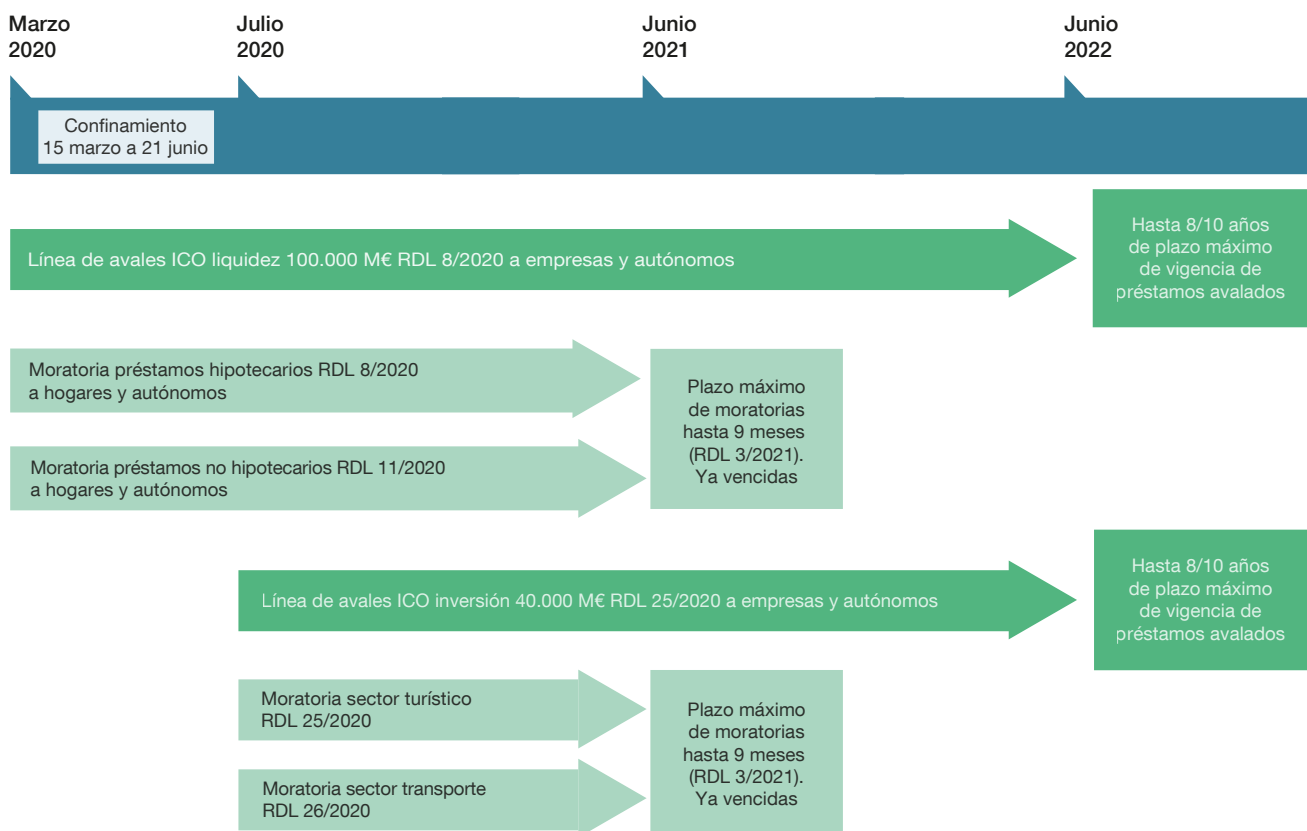 Marzo
2020
Julio
2020
Junio
2021
Junio
2022
Confinamiento
15 marzo a 21 junio
Línea de avales ICO liquidez 100.000 M€ RDL 8/2020 a empresas y autónomos
Hasta 8/10 años
de plazo máximo
de vigencia de
préstamos avalados
Moratoria préstamos hipotecarios RDL 8/2020
a hogares y autónomos
Moratoria préstamos no hipotecarios RDL 11/2020
a hogares y autónomos
Plazo máximo
de moratorias
hasta 9 meses
(RDL 3/2021).
Ya vencidas
Línea de avales ICO inversión 40.000 M€ RDL 25/2020 a empresas y autónomos
Hasta 8/10 años
de plazo máximo
de vigencia de
préstamos avalados
Moratoria sector turístico
RDL 25/2020
Moratoria sector transporte
RDL 26/2020
Plazo máximo
de moratorias
hasta 9 meses
(RDL 3/2021).
Ya vencidas